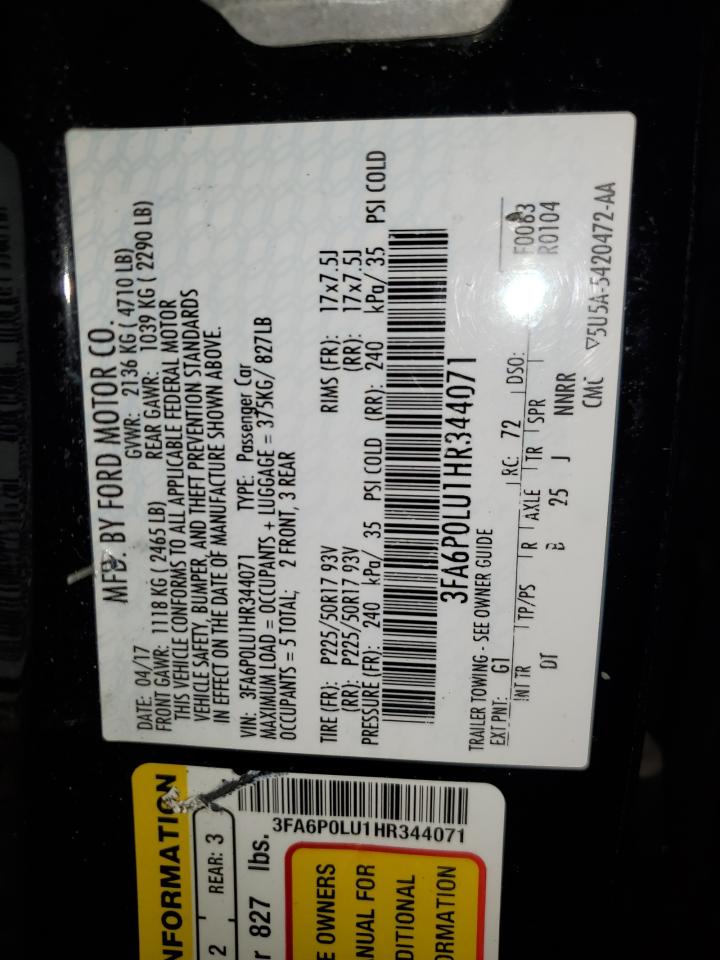 MFD. BY FORD MOTOR CO.
DATE: 04/17 GVWR: 2136 KG ( 4710 LB)
FRONT GAWR: 1118 KG ( 2465 LB) REAR GAWR: 1039 KG ( 2290 LB)
THIS VEHICLE CONFORMS TO ALL APPLICABLE FEDERAL MOTOR
VEHICLE SAFETY, BUMPER, AND THEFT PREVENTION STANDARDS
IN EFFECT ON THE DATE OF MANUFACTURE SHOWN ABOVE.
VIN: 3FA6P0LU1HR344071 TYPE: Passenger Car
MAXIMUM LOAD = OCCUPANTS + LUGGAGE = 375KG/ 827LB
OCCUPANTS = 5 TOTAL; 2 FRONT, 3 REAR
TIRE (FR): P225/50R17 93V RIMS (FR): 17x7.5J
(RR): P225/50R17 93V (RR): 17x7.5J
PRESSURE (FR): 240 kPa/ 35 PSI COLD (RR): 240 kPa/ 35 PSI COLD
3FA6P0LU1HR344071
TRAILER TOWING - SEE OWNER GUIDE F0083
EXT PNT: G1 RC: 72 DSO: R0104
INT TR TP/PS R AXLE TR SPR
DT B 25 J NNRR
CMC ▽5U5A-5420472-AA
NFORMATION
2 REAR: 3
r 827 lbs.
3FA6P0LU1HR344071
E OWNERS
ANUAL FOR
DITIONAL
ORMATION